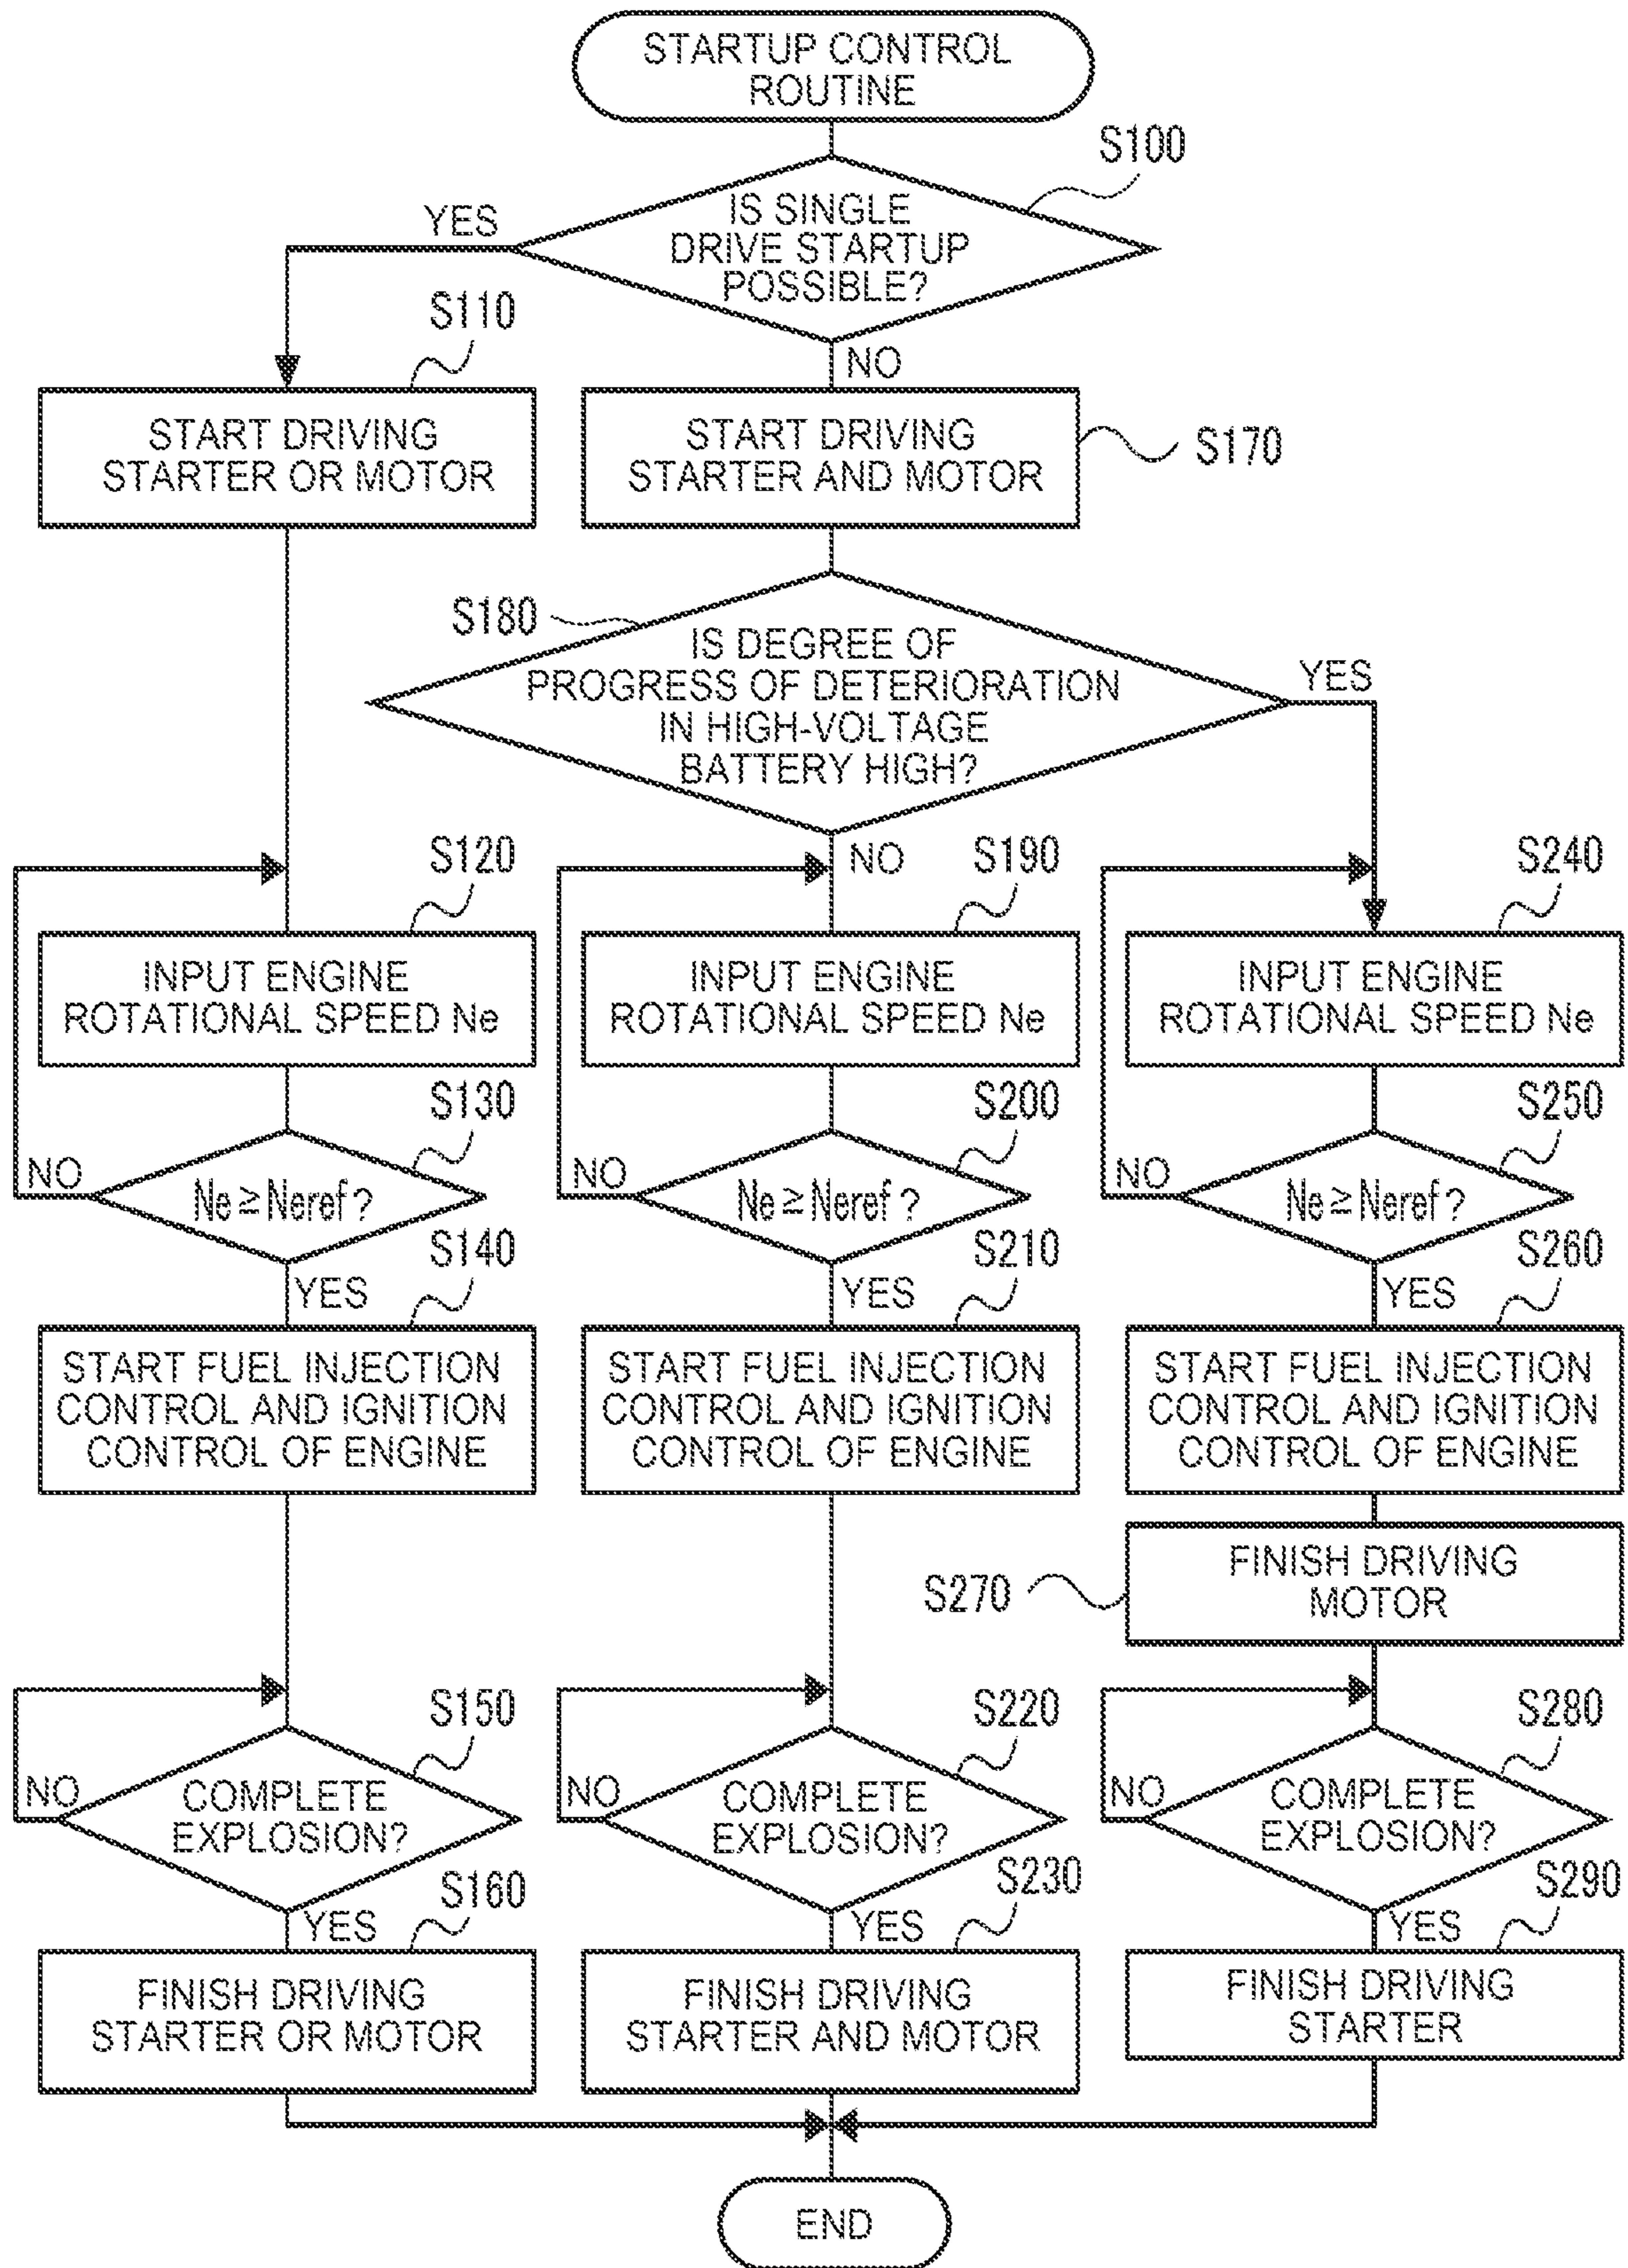 STARTUP CONTROL
ROUTINE
S100
IS SINGLE
DRIVE STARTUP
POSSIBLE?
YES
NO
S110
START DRIVING
STARTER OR MOTOR
START DRIVING
STARTER AND MOTOR
S170
S180
IS DEGREE OF
PROGRESS OF DETERIORATION
IN HIGH-VOLTAGE
BATTERY HIGH?
YES
NO
S120
INPUT ENGINE
ROTATIONAL SPEED Ne
S130
Ne ≥ Neref ?
NO
YES
S140
START FUEL INJECTION
CONTROL AND IGNITION
CONTROL OF ENGINE
S150
COMPLETE
EXPLOSION?
NO
YES
S160
FINISH DRIVING
STARTER OR MOTOR
S190
INPUT ENGINE
ROTATIONAL SPEED Ne
S200
Ne ≥ Neref ?
NO
YES
S210
START FUEL INJECTION
CONTROL AND IGNITION
CONTROL OF ENGINE
S220
COMPLETE
EXPLOSION?
NO
YES
S230
FINISH DRIVING
STARTER AND MOTOR
S240
INPUT ENGINE
ROTATIONAL SPEED Ne
S250
Ne ≥ Neref ?
NO
YES
S260
START FUEL INJECTION
CONTROL AND IGNITION
CONTROL OF ENGINE
S270
FINISH DRIVING
MOTOR
S280
COMPLETE
EXPLOSION?
NO
YES
S290
FINISH DRIVING
STARTER
END